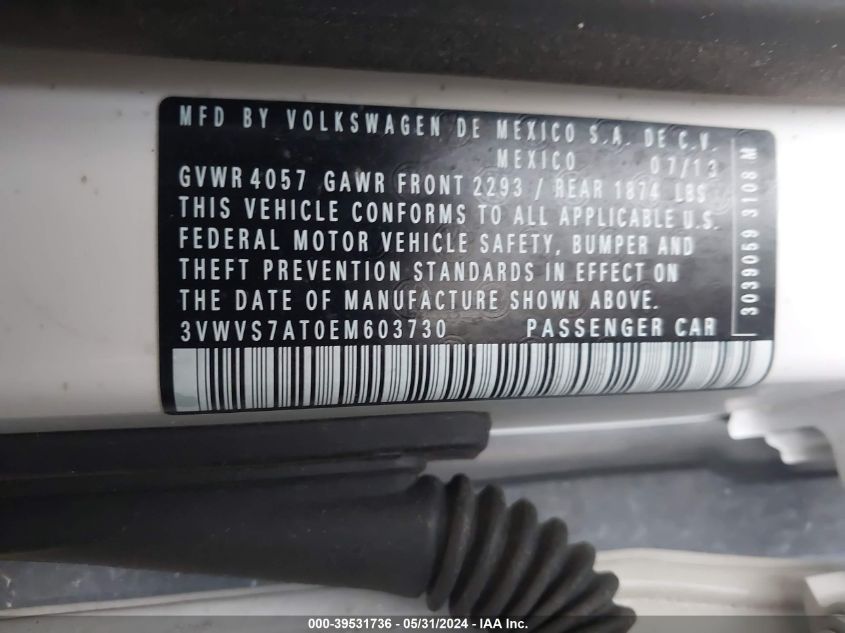 MFD BY VOLKSWAGEN DE MEXICO S.A. DE C.V.
MEXICO 07/13
GVWR 4057 GAWR FRONT 2293 / REAR 1874 LBS
THIS VEHICLE CONFORMS TO ALL APPLICABLE U.S.
FEDERAL MOTOR VEHICLE SAFETY, BUMPER AND
THEFT PREVENTION STANDARDS IN EFFECT ON
THE DATE OF MANUFACTURE SHOWN ABOVE.
3VWVS7AT0EM603730 PASSENGER CAR
3039059 3108 M
000-39531736 - 05/31/2024 - IAA Inc.